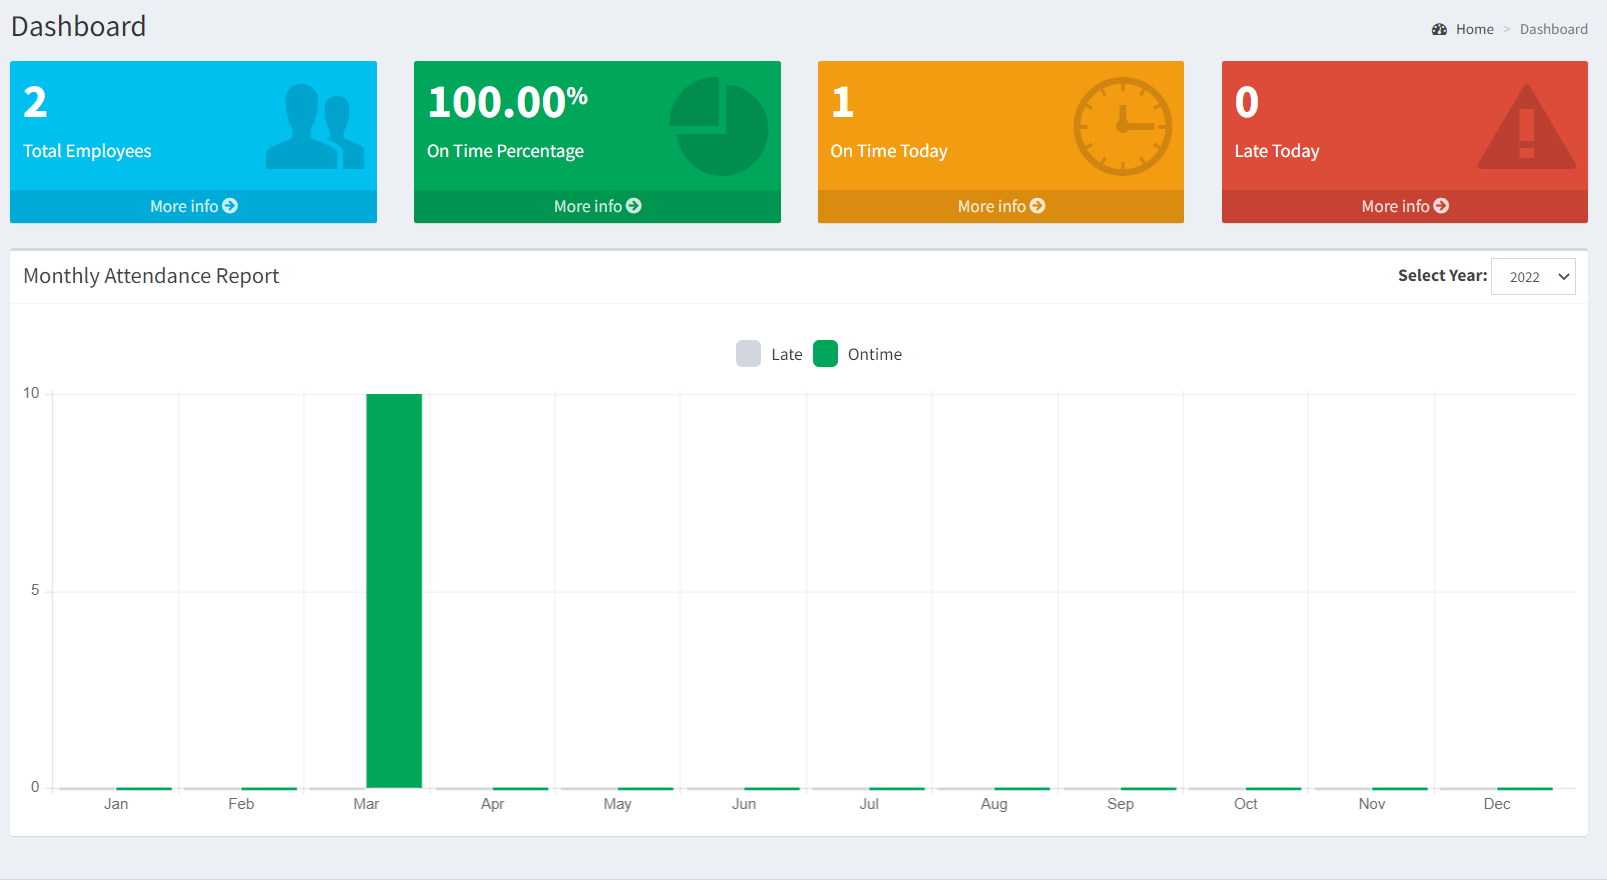 Dashboard
Home > Dashboard
2
Total Employees
More info
100.00%
On Time Percentage
More info
1
On Time Today
More info
0
Late Today
More info
Monthly Attendance Report
Select Year: 2022
Late Ontime
10
5
0
Jan Feb Mar Apr May Jun Jul Aug Sep Oct Nov Dec